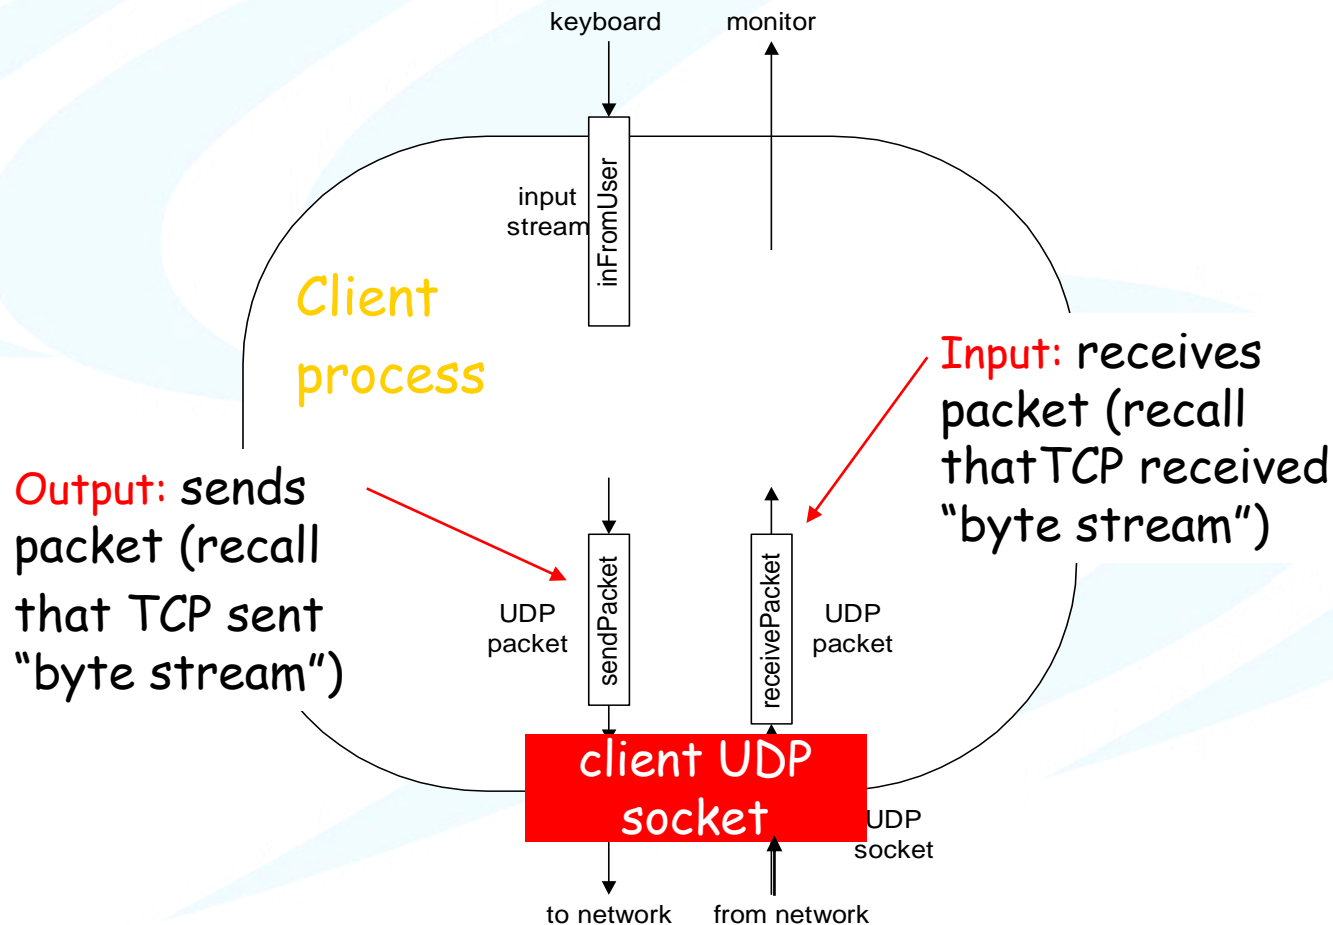 keyboard
monitor
input
stream
inFromUser
Client
process
Input: receives
packet (recall
thatTCP received
“byte stream”)
Output: sends
packet (recall
that TCP sent
“byte stream”)
UDP
packet
sendPacket
receivePacket
UDP
packet
client UDP
socket
UDP
socket
to network
from network